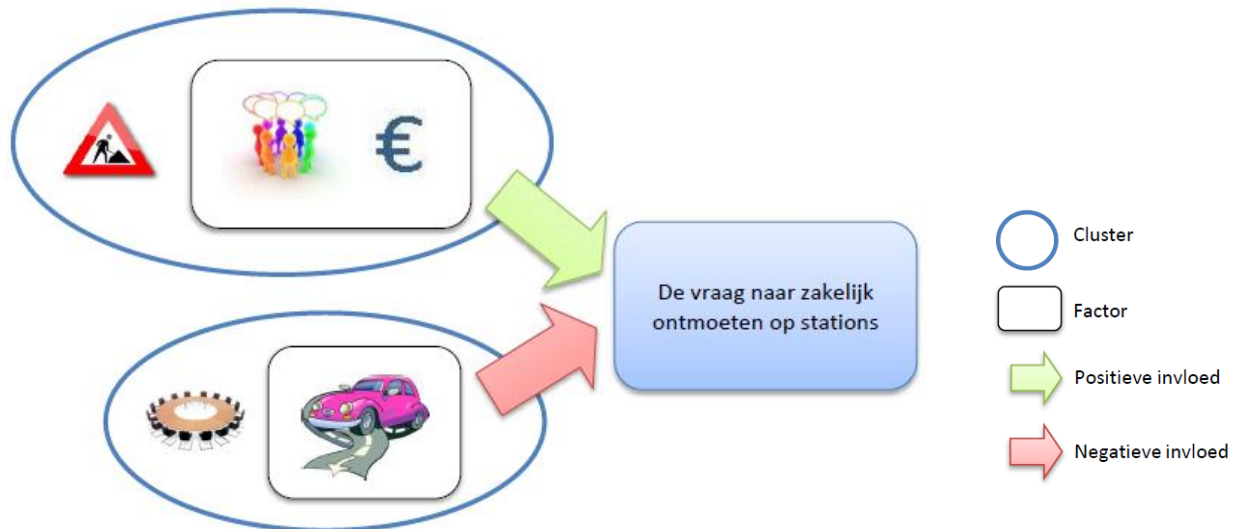 €
De vraag naar zakelijk
ontmoeten op stations
Cluster
Factor
Positieve invloed
Negatieve invloed